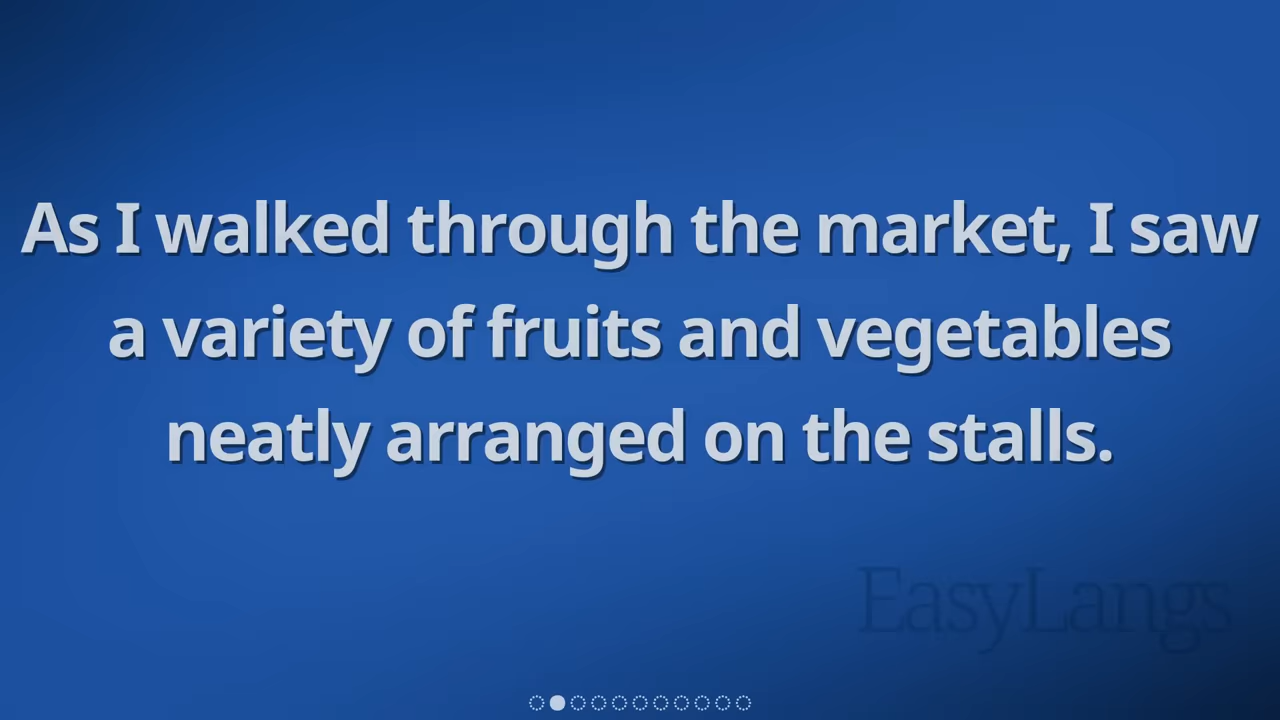 As I walked through the market, I saw
a variety of fruits and vegetables
neatly arranged on the stalls.
EasyLangs